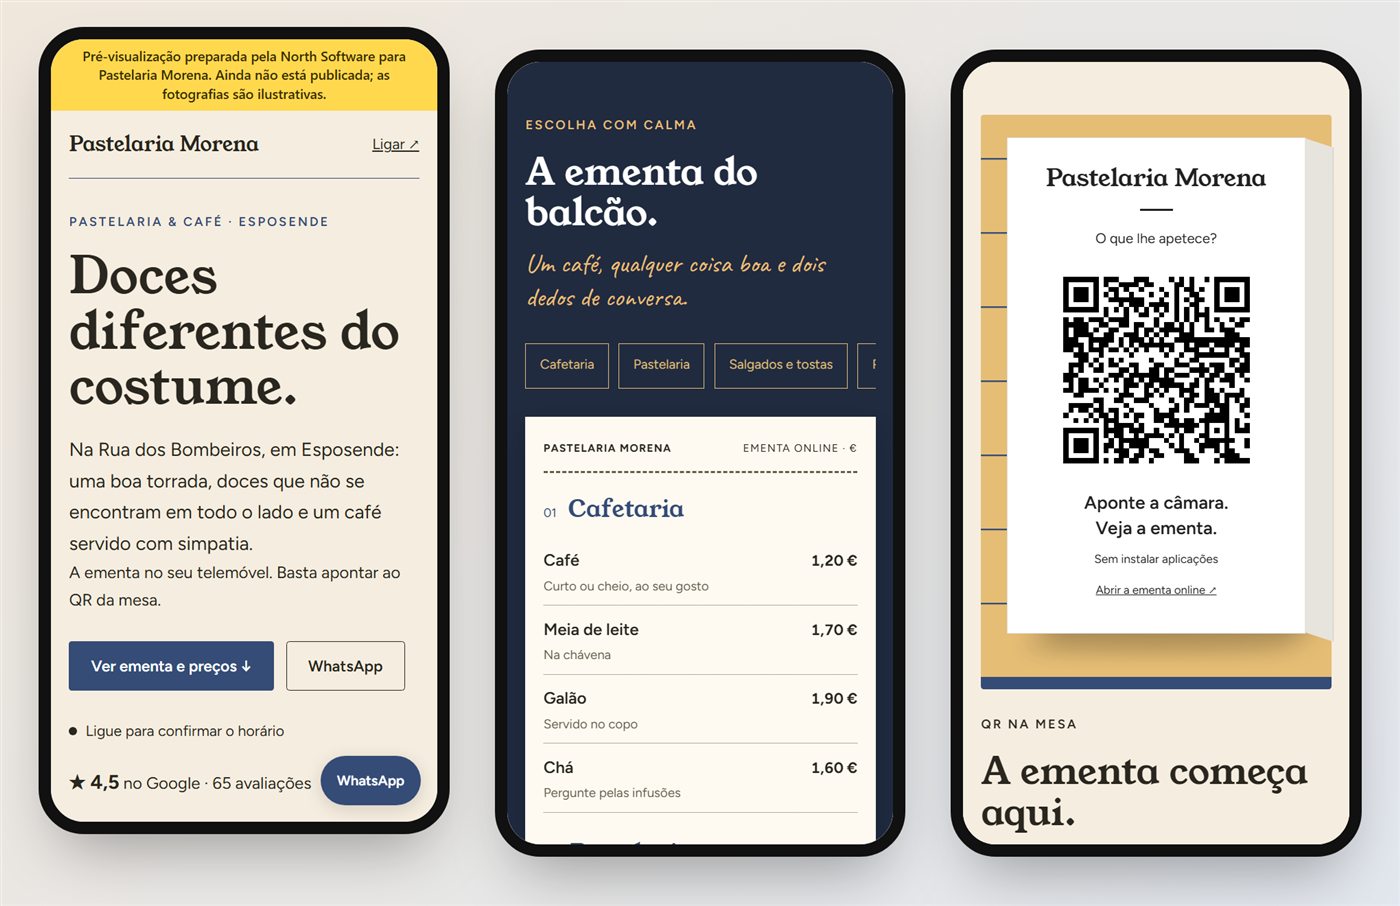 Pré-visualização preparada pela North Software para
Pastelaria Morena. Ainda não está publicada; as
fotografias são ilustrativas.
Pastelaria Morena
Ligar ↗
PASTELARIA & CAFÉ · ESPOSENDE
Doces
diferentes do
costume.
Na Rua dos Bombeiros, em Esposende:
uma boa torrada, doces que não se
encontram em todo o lado e um café
servido com simpatia.
A ementa no seu telemóvel. Basta apontar ao
QR da mesa.
Ver ementa e preços ↓
WhatsApp
Ligue para confirmar o horário
★ 4,5 no Google · 65 avaliações
WhatsApp
ESCOLHA COM CALMA
A ementa do
balcão.
Um café, qualquer coisa boa e dois
dedos de conversa.
Cafetaria
Pastelaria
Salgados e tostas
PASTELARIA MORENA
EMENTA ONLINE · €
01 Cafetaria
Café 1,20 €
Curto ou cheio, ao seu gosto
Meia de leite 1,70 €
Na chávena
Galão 1,90 €
Servido no copo
Chá 1,60 €
Pergunte pelas infusões
Pastelaria Morena
O que lhe apetece?
Aponte a câmara.
Veja a ementa.
Sem instalar aplicações
Abrir a ementa online ↗
QR NA MESA
A ementa começa
aqui.